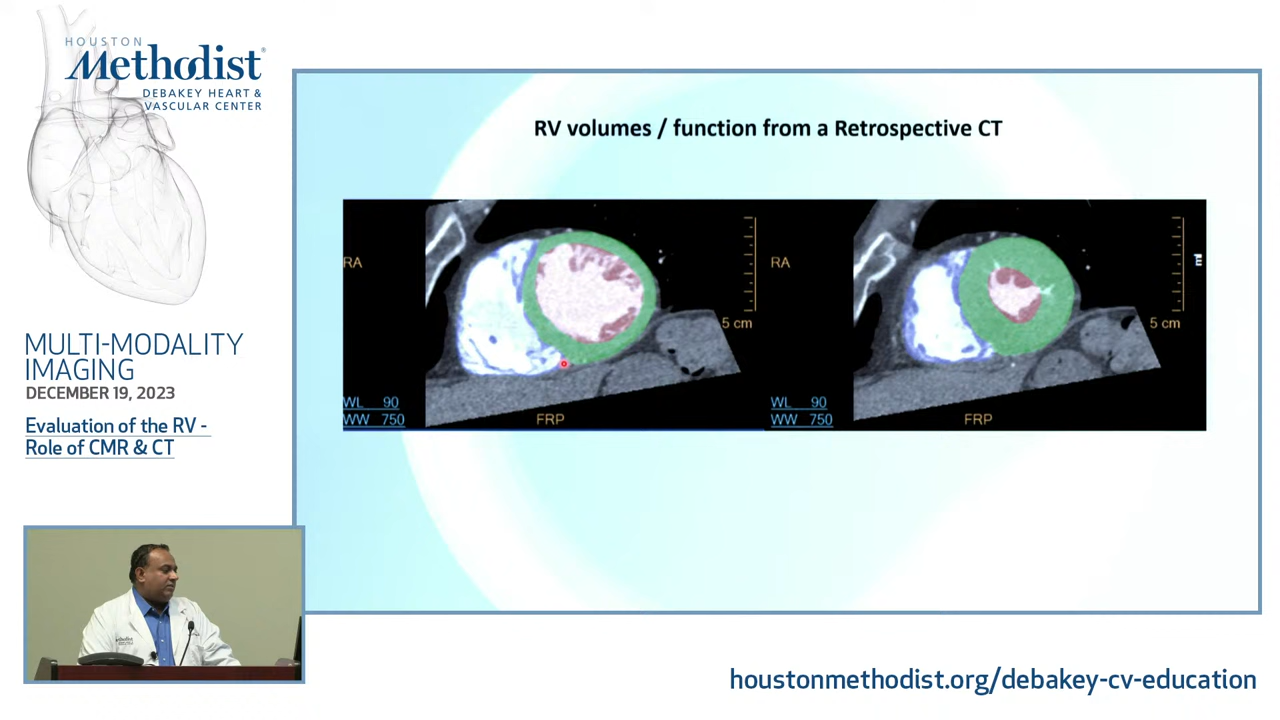 HOUSTON
Methodist®
DEBAKEY HEART &
VASCULAR CENTER
RV volumes / function from a Retrospective CT
RA
5 cm
WL 90
WW 750
FRP
RA
5 cm
ml
WL 90
WW 750
FRP
MULTI-MODALITY
IMAGING
DECEMBER 19, 2023
Evaluation of the RV -
Role of CMR & CT
houstonmethodist.org/debakey-cv-education